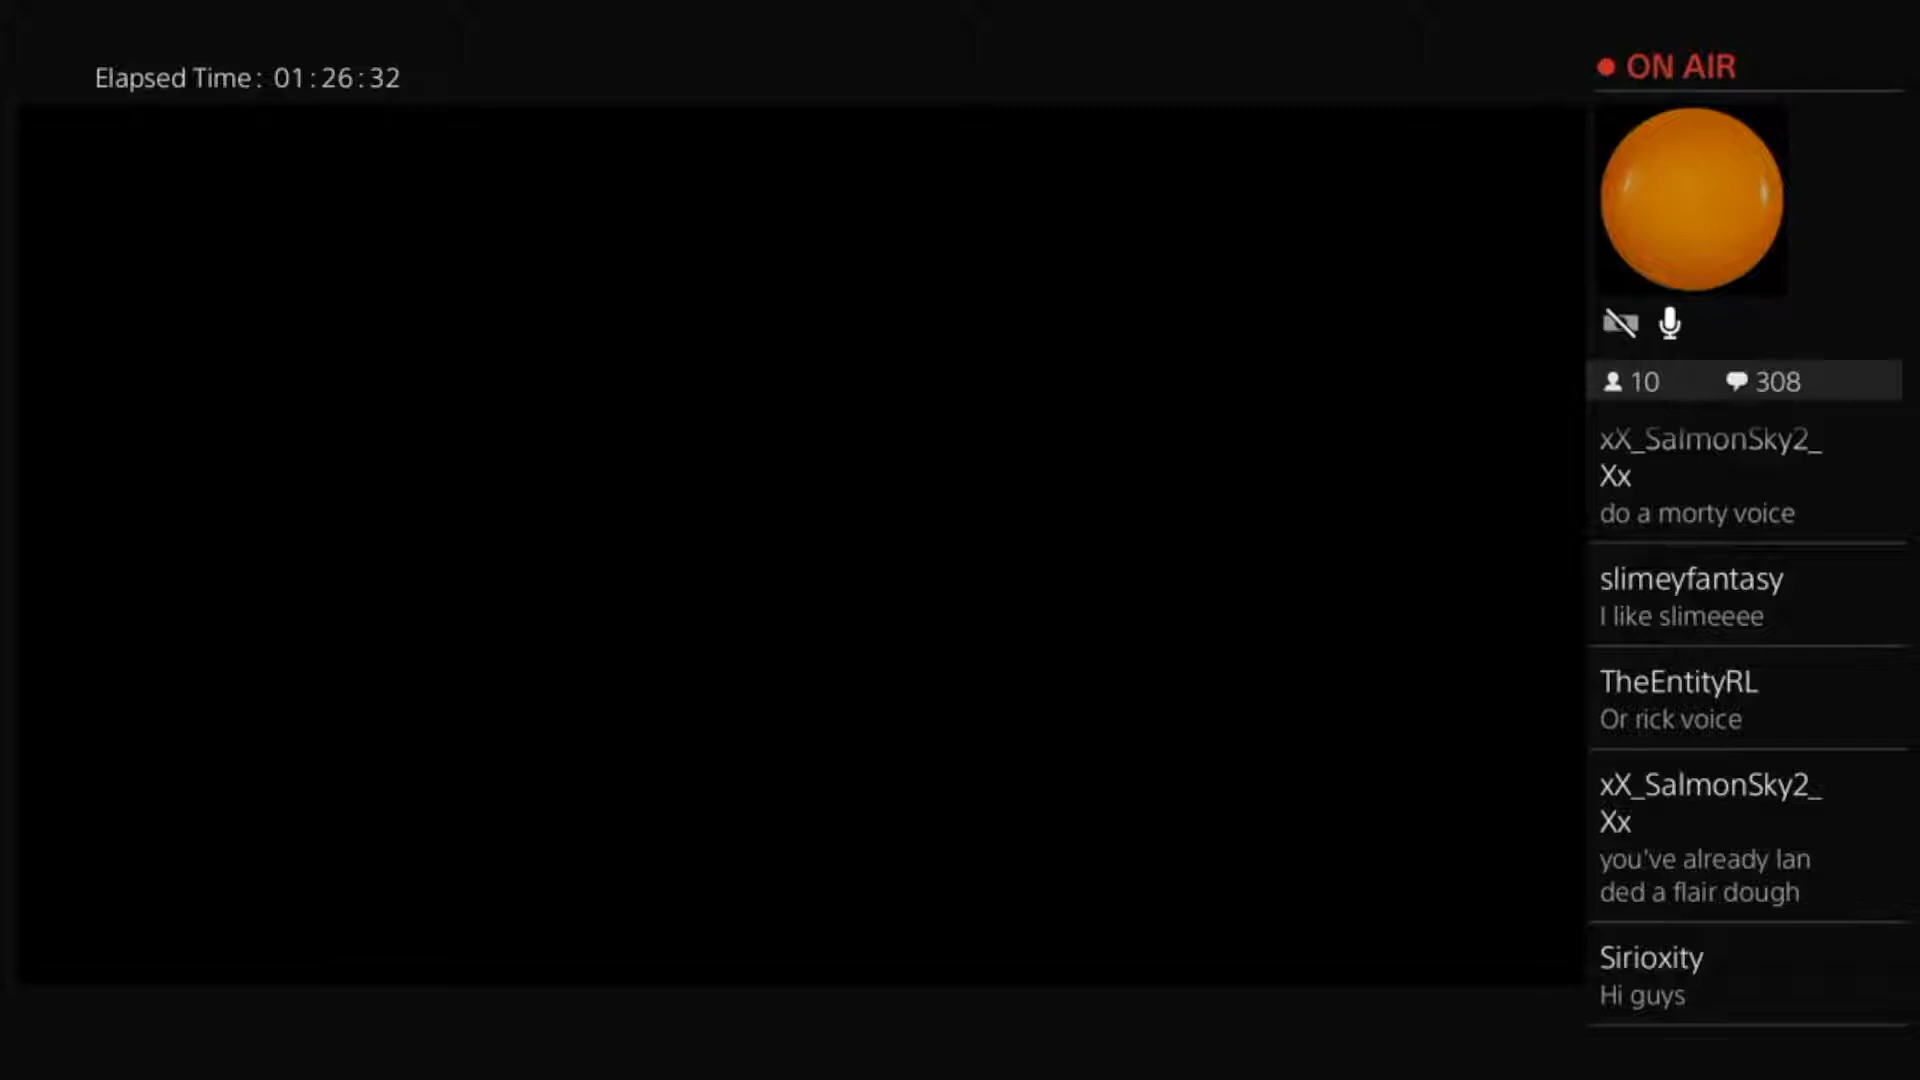 Elapsed Time: 01:26:32
ON AIR
10 308
xX_SalmonSky2_
Xx
do a morty voice
slimeyfantasy
I like slimeeee
TheEntityRL
Or rick voice
xX_SalmonSky2_
Xx
you've already lan
ded a flair dough
Sirioxity
Hi guys